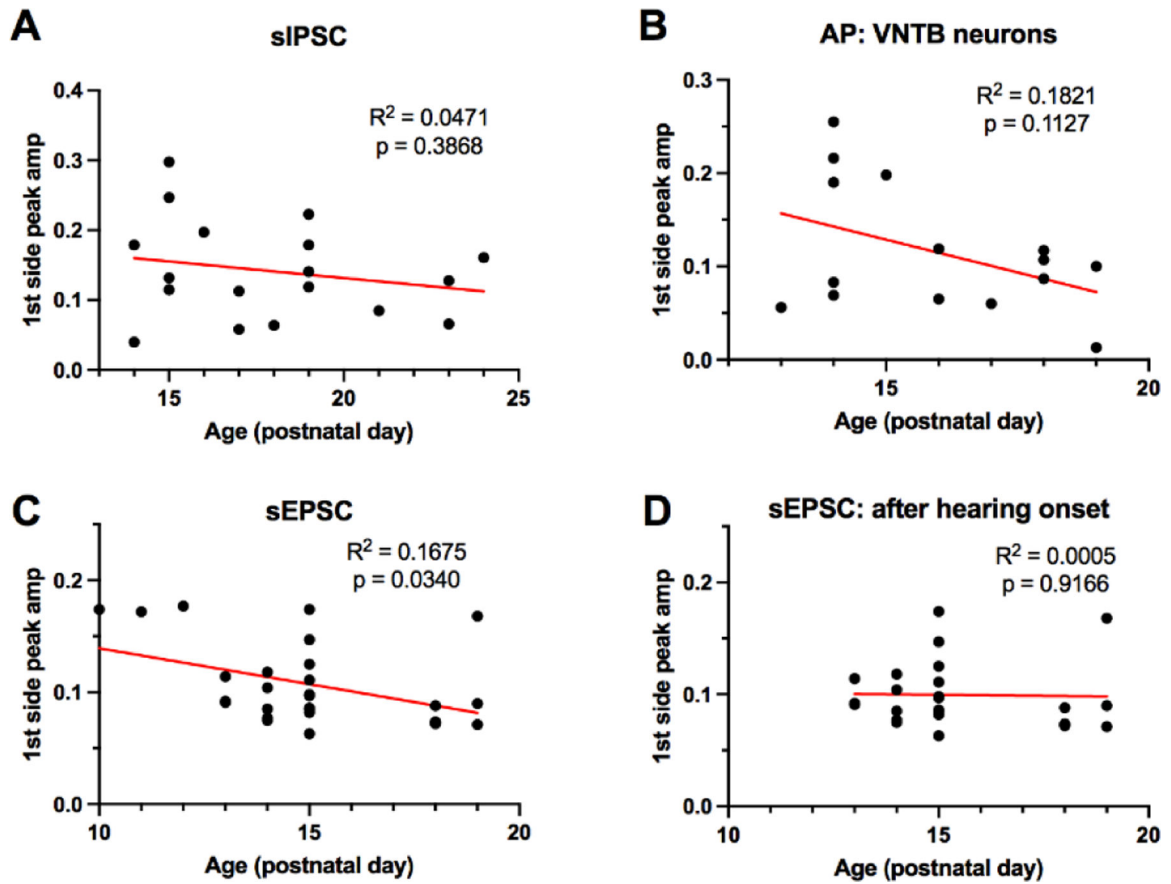 A
sIPSC
R² = 0.0471
p = 0.3868
1st side peak amp
0.4
0.3
0.2
0.1
0.0
15
20
25
Age (postnatal day)
B
AP: VNTB neurons
R² = 0.1821
p = 0.1127
1st side peak amp
0.3
0.2
0.1
0.0
15
20
Age (postnatal day)
C
sEPSC
R² = 0.1675
p = 0.0340
1st side peak amp
0.2
0.1
0.0
10
15
20
Age (postnatal day)
D
sEPSC: after hearing onset
R² = 0.0005
p = 0.9166
1st side peak amp
0.2
0.1
0.0
10
15
20
Age (postnatal day)